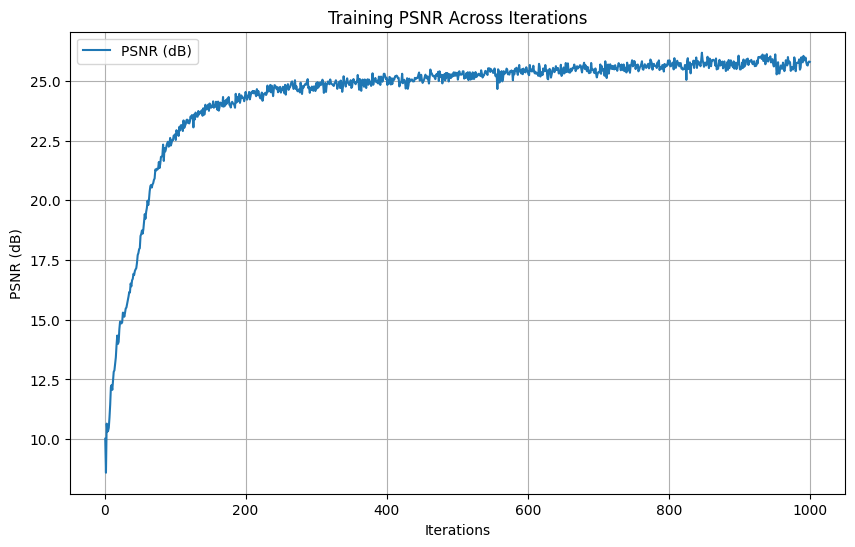 Training PSNR Across Iterations
PSNR (dB)
PSNR (dB)
25.0
22.5
20.0
17.5
15.0
12.5
10.0
0 200 400 600 800 1000
Iterations